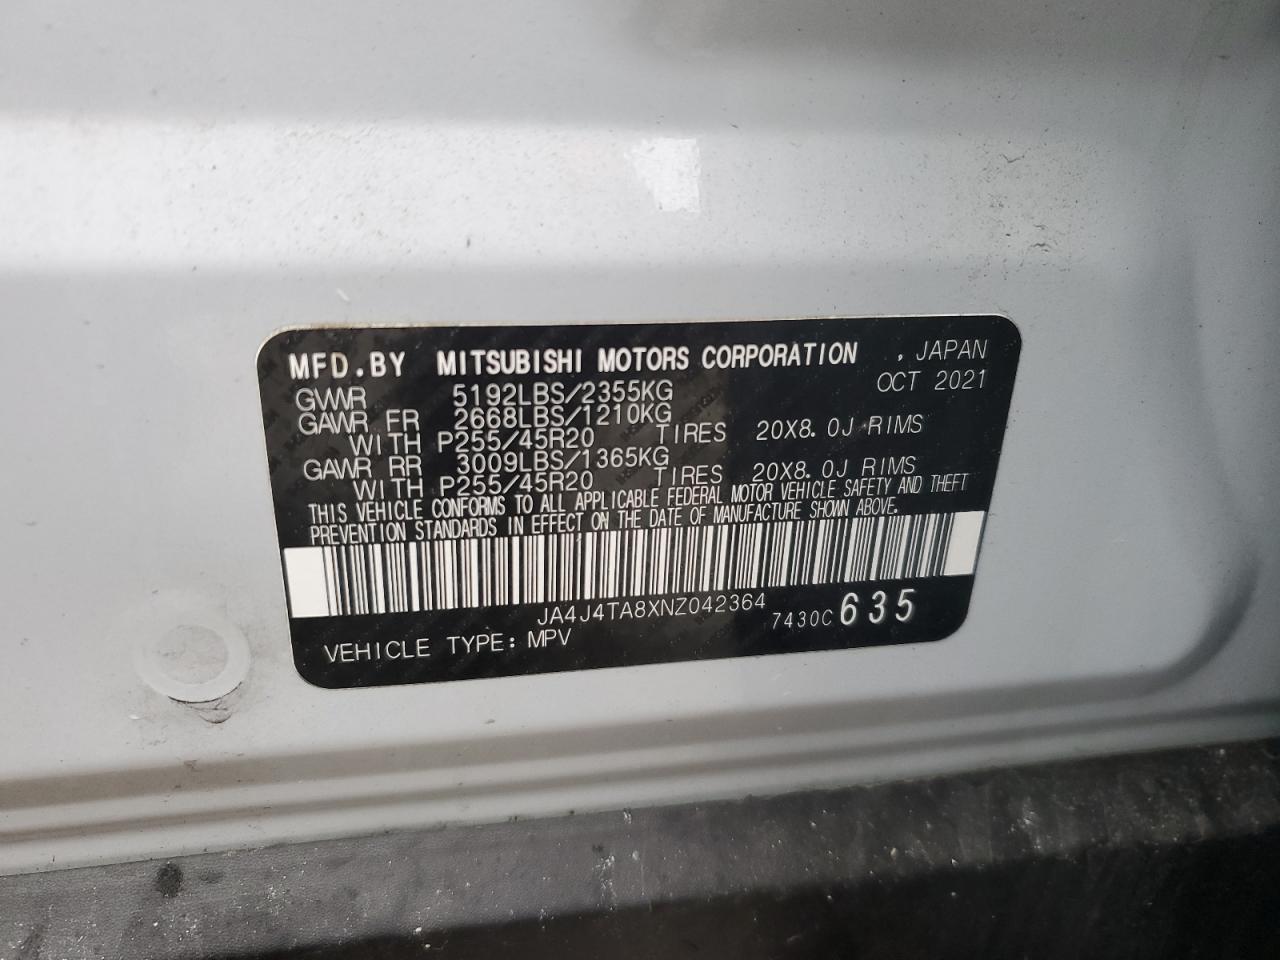 MFD.BY MITSUBISHI MOTORS CORPORATION , JAPAN
GVWR 5192LBS/2355KG OCT 2021
GAWR FR 2668LBS/1210KG
WITH P255/45R20 TIRES 20X8.0J RIMS
GAWR RR 3009LBS/1365KG
WITH P255/45R20 TIRES 20X8.0J RIMS
THIS VEHICLE CONFORMS TO ALL APPLICABLE FEDERAL MOTOR VEHICLE SAFETY AND THEFT
PREVENTION STANDARDS IN EFFECT ON THE DATE OF MANUFACTURE SHOWN ABOVE.
JA4J4TA8XNZ042364 7430C 635
VEHICLE TYPE: MPV